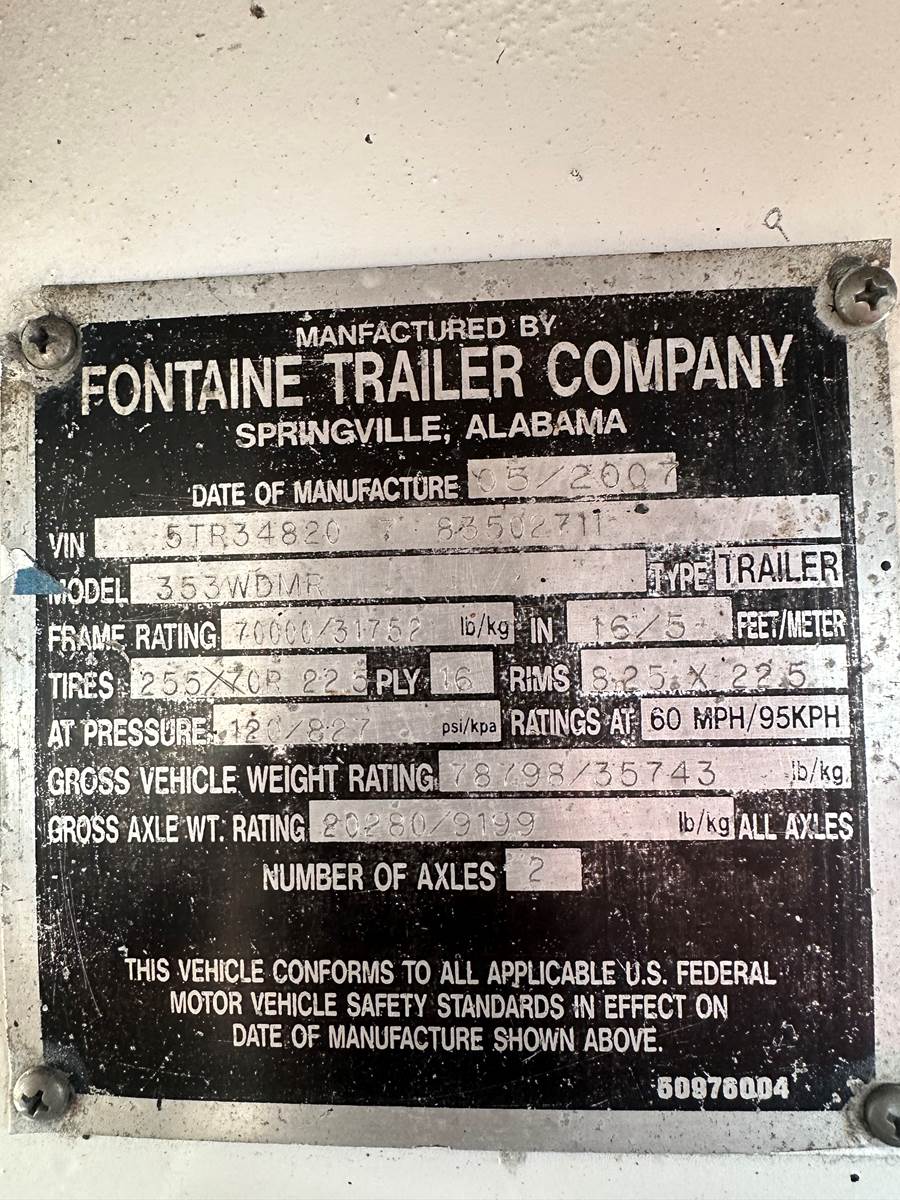 MANFACTURED BY
FONTAINE TRAILER COMPANY
SPRINGVILLE, ALABAMA
DATE OF MANUFACTURE 05/2007
VIN 5TR34820 7 83502711
MODEL 353WDMR TYPE TRAILER
FRAME RATING 70000/31752 lb/kg IN 16/5 FEET/METER
TIRES 255X70R 22.5 PLY 16 RIMS 8.25 X 22.5
AT PRESSURE 120/827 psi/kpa RATINGS AT 60 MPH/95KPH
GROSS VEHICLE WEIGHT RATING 78798/35743 lb/kg
GROSS AXLE WT. RATING 20280/9199 lb/kg ALL AXLES
NUMBER OF AXLES 2
THIS VEHICLE CONFORMS TO ALL APPLICABLE U.S. FEDERAL
MOTOR VEHICLE SAFETY STANDARDS IN EFFECT ON
DATE OF MANUFACTURE SHOWN ABOVE.
60976004